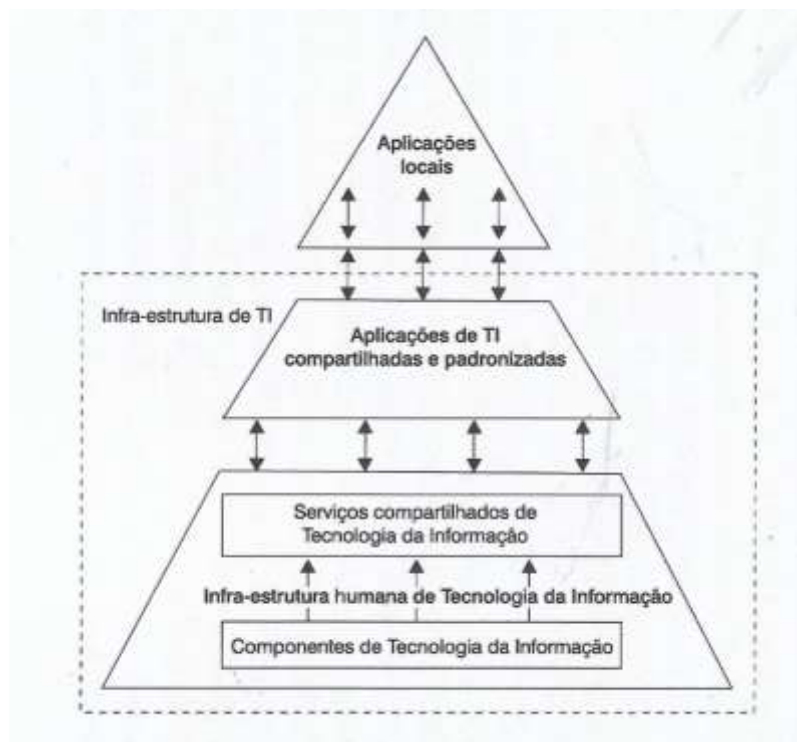 Aplicações
locais
Infra-estrutura de TI
Aplicações de TI
compartilhadas e padronizadas
Serviços compartilhados de
Tecnologia da Informação
Infra-estrutura humana de Tecnologia da Informação
Componentes de Tecnologia da Informação